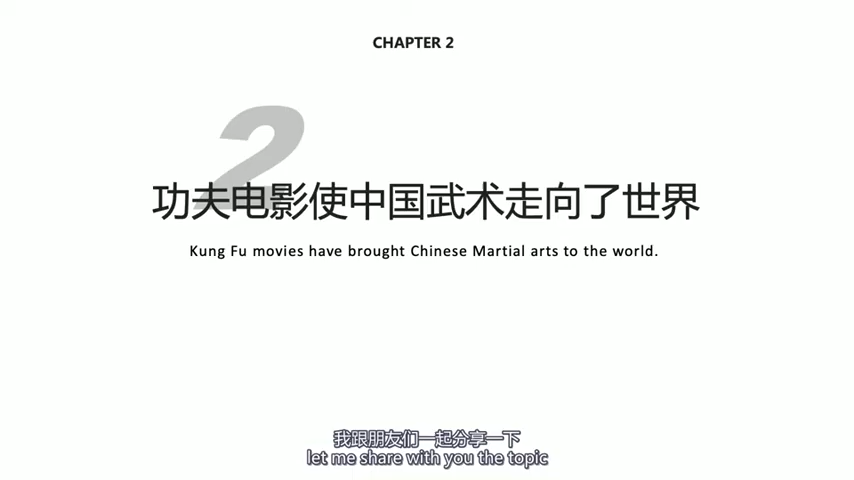 CHAPTER 2
2
功夫电影使中国武术走向了世界
Kung Fu movies have brought Chinese Martial arts to the world.
我跟朋友们一起分享一下
let me share with you the topic